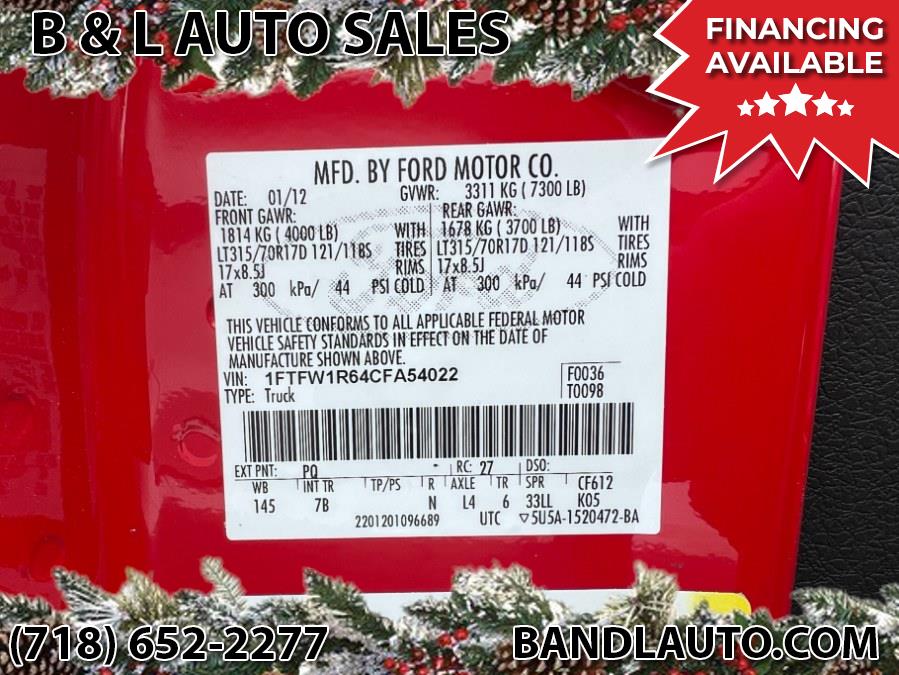 B & L AUTO SALES
FINANCING
AVAILABLE
MFD. BY FORD MOTOR CO.
DATE: 01/12 GVWR: 3311 KG ( 7300 LB)
FRONT GAWR: REAR GAWR:
1814 KG ( 4000 LB) WITH 1678 KG ( 3700 LB) WITH
LT315/70R17D 121/118S TIRES LT315/70R17D 121/118S TIRES
17x8.5J RIMS 17x8.5J RIMS
AT 300 kPa/ 44 PSI COLD AT 300 kPa/ 44 PSI COLD
THIS VEHICLE CONFORMS TO ALL APPLICABLE FEDERAL MOTOR
VEHICLE SAFETY STANDARDS IN EFFECT ON THE DATE OF
MANUFACTURE SHOWN ABOVE.
VIN: 1FTFW1R64CFA54022 F0036
TYPE: Truck T0098
EXT PNT: PQ RC: 27 DSO:
WB INT TR TP/PS R AXLE TR SPR CF612
145 7B N L4 6 33LL K05
2201201096689 UTC ▽5U5A-1520472-BA
(718) 652-2277 BANDLAUTO.COM